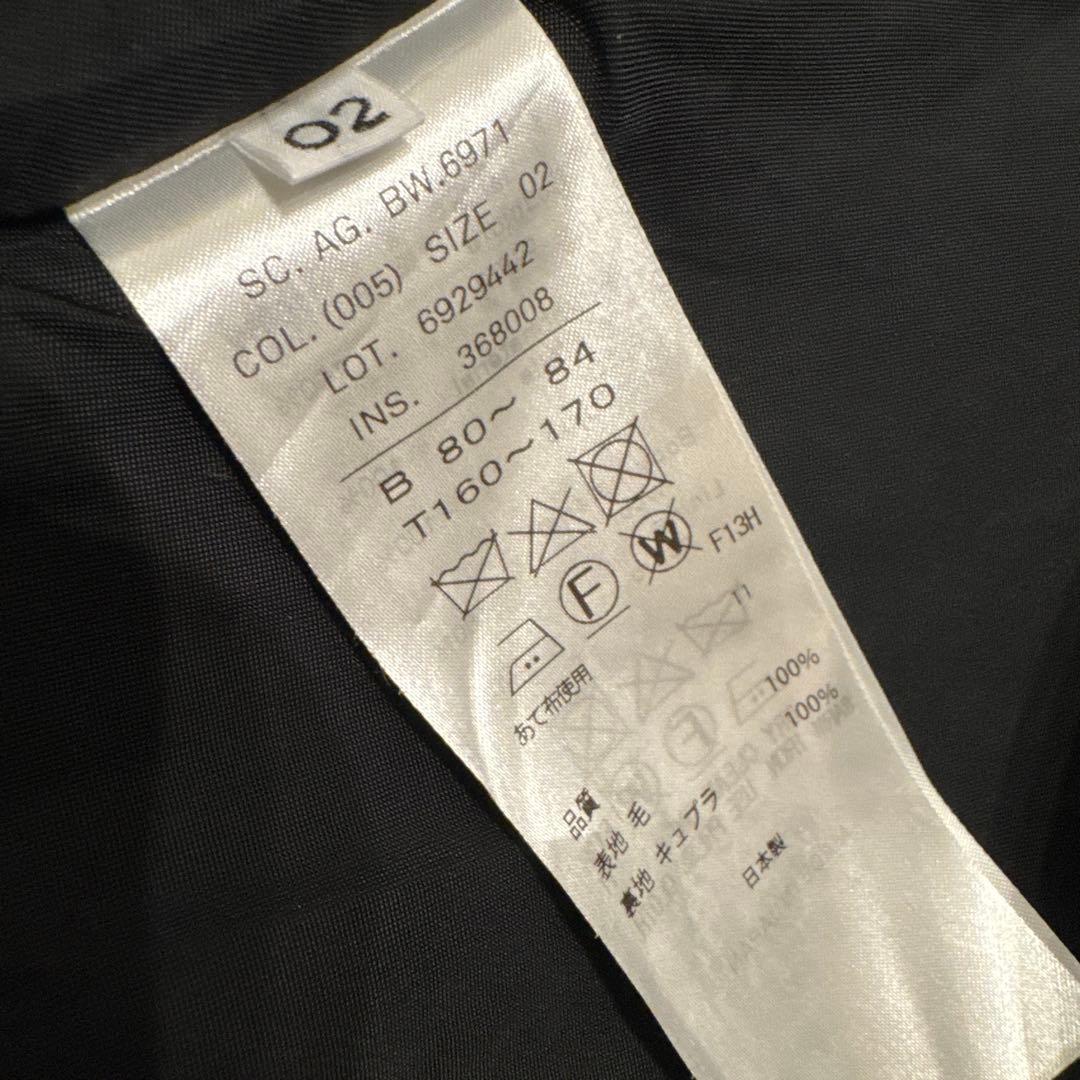 02
SC. AG. BW.6971
COL. (005) SIZE 02
LOT. 6929442
INS. 368008
B 80～ 84
T160～170
F W F13H
あて布使用
品質
表地 毛 100%
裏地 キュプラ 100%
日本製